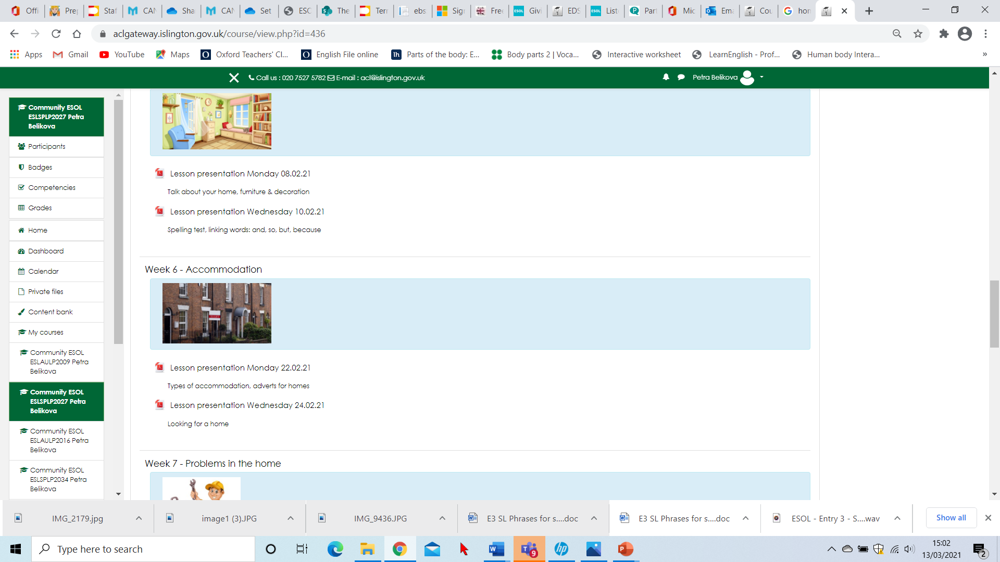 Offi
Prep
Staf
CAN
Sha
CAN
Set
ESC
The
Terr
ebs
Sign
Free
Givi
EDS
List
Part
Mic
Ema
Cou
hon
aclgateway.islington.gov.uk/course/view.php?id=436
Apps
Gmail
YouTube
Maps
Oxford Teachers' Cl...
English File online
Parts of the body: E...
Body parts 2 | Voca...
Interactive worksheet
LearnEnglish - Prof...
Human body Intera...
Call us : 020 7527 5782 E-mail : acl@islington.gov.uk
Petra Belikova
Community ESOL
ESLSPLP2027 Petra
Belikova
Participants
Badges
Competencies
Grades
Home
Dashboard
Calendar
Private files
Content bank
My courses
Community ESOL
ESLAULP2009 Petra
Belikova
Community ESOL
ESLSPLP2027 Petra
Belikova
Community ESOL
ESLAULP2016 Petra
Belikova
Community ESOL
ESLSPLP2034 Petra
Belikova
Lesson presentation Monday 08.02.21
Talk about your home, furniture & decoration
Lesson presentation Wednesday 10.02.21
Spelling test, linking words: and, so, but, because
Week 6 - Accommodation
Lesson presentation Monday 22.02.21
Types of accommodation, adverts for homes
Lesson presentation Wednesday 24.02.21
Looking for a home
Week 7 - Problems in the home
IMG_2179.jpg
image1 (3).JPG
IMG_9436.JPG
E3 SL Phrases for s....doc
E3 SL Phrases for s....doc
ESOL - Entry 3 - S....wav
Show all
Type here to search
9
15:02
13/03/2021
2